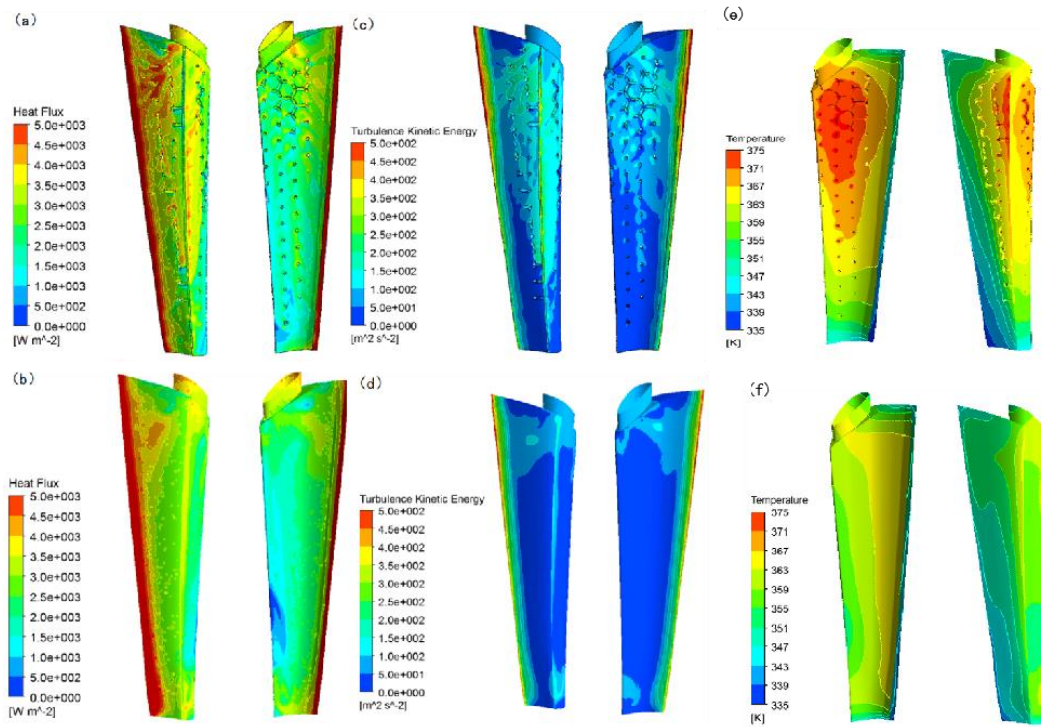 (a)
Heat Flux
5.0e+003
4.5e+003
4.0e+003
3.5e+003
3.0e+003
2.5e+003
2.0e+003
1.5e+003
1.0e+003
5.0e+002
0.0e+000
[W m^-2]
(c)
Turbulence Kinetic Energy
5.0e+002
4.5e+002
4.0e+002
3.5e+002
3.0e+002
2.5e+002
2.0e+002
1.5e+002
1.0e+002
5.0e+001
0.0e+000
[m^2 s^-2]
(e)
Temperature
375
371
367
363
359
355
351
347
343
339
335
[K]
(b)
Heat Flux
5.0e+003
4.5e+003
4.0e+003
3.5e+003
3.0e+003
2.5e+003
2.0e+003
1.5e+003
1.0e+003
5.0e+002
0.0e+000
[W m^-2]
(d)
Turbulence Kinetic Energy
5.0e+002
4.5e+002
4.0e+002
3.5e+002
3.0e+002
2.5e+002
2.0e+002
1.5e+002
1.0e+002
5.0e+001
0.0e+000
[m^2 s^-2]
(f)
Temperature
375
371
367
363
359
355
351
347
343
339
335
[K]